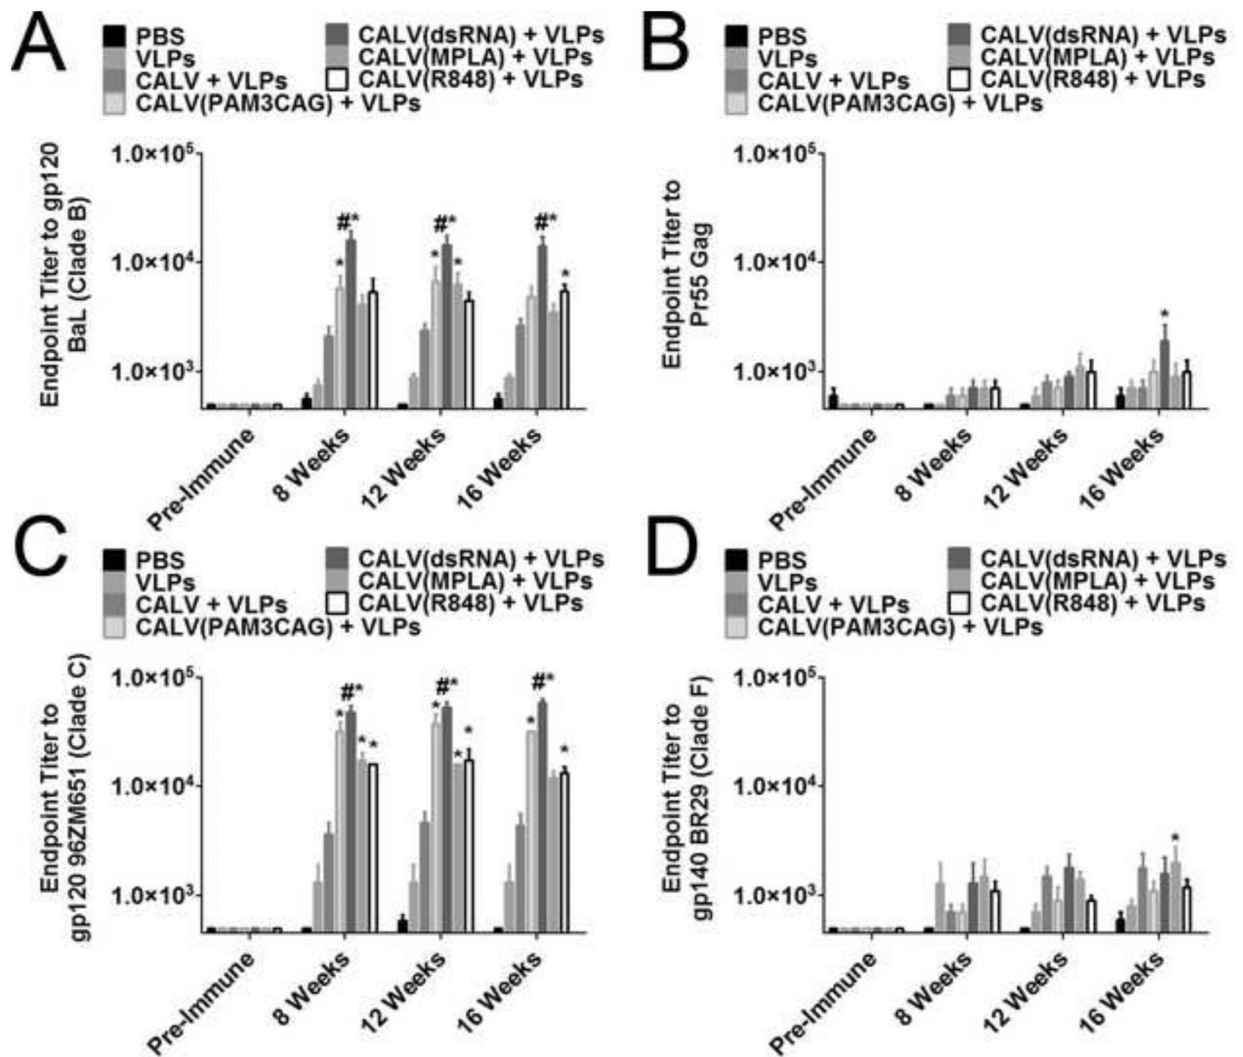 A
PBS
VLPs
CALV + VLPs
CALV(PAM3CAG) + VLPs
CALV(dsRNA) + VLPs
CALV(MPLA) + VLPs
CALV(R848) + VLPs
Endpoint Titer to gp120
BaL (Clade B)
1.0×10⁵
1.0×10⁴
1.0×10³
* #* * #* * #* *
Pre-Immune
8 Weeks
12 Weeks
16 Weeks
B
PBS
VLPs
CALV + VLPs
CALV(PAM3CAG) + VLPs
CALV(dsRNA) + VLPs
CALV(MPLA) + VLPs
CALV(R848) + VLPs
Endpoint Titer to
Pr55 Gag
1.0×10⁵
1.0×10⁴
1.0×10³
*
Pre-Immune
8 Weeks
12 Weeks
16 Weeks
C
PBS
VLPs
CALV + VLPs
CALV(PAM3CAG) + VLPs
CALV(dsRNA) + VLPs
CALV(MPLA) + VLPs
CALV(R848) + VLPs
Endpoint Titer to
gp120 96ZM651 (Clade C)
1.0×10⁵
1.0×10⁴
1.0×10³
* #* * * * #* * * * #* *
Pre-Immune
8 Weeks
12 Weeks
16 Weeks
D
PBS
VLPs
CALV + VLPs
CALV(PAM3CAG) + VLPs
CALV(dsRNA) + VLPs
CALV(MPLA) + VLPs
CALV(R848) + VLPs
Endpoint Titer to
gp140 BR29 (Clade F)
1.0×10⁵
1.0×10⁴
1.0×10³
*
Pre-Immune
8 Weeks
12 Weeks
16 Weeks